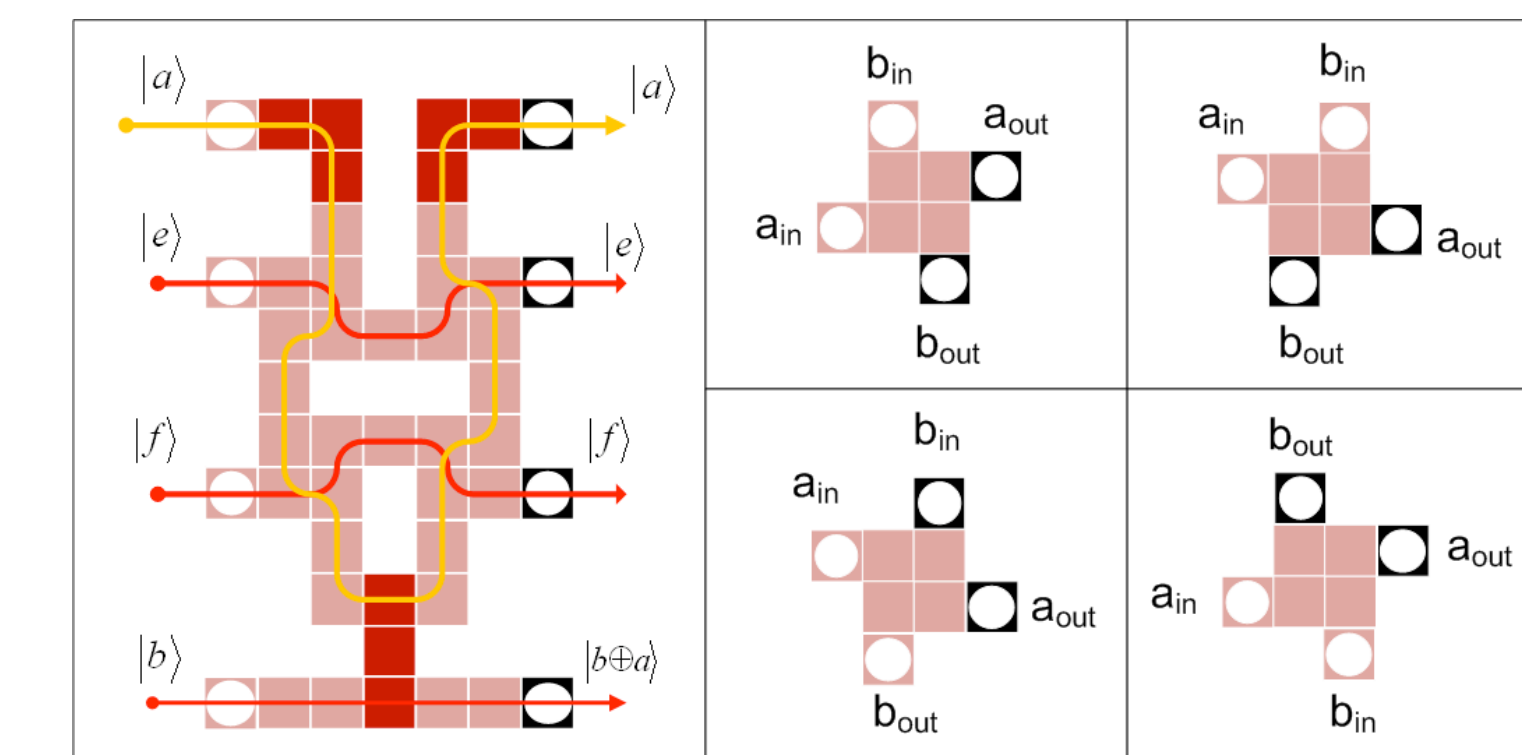 |a⟩ |a⟩
|e⟩ |e⟩
|f⟩ |f⟩
|b⟩ |b⊕a⟩
b_in
a_out
a_in
b_out
b_in
a_in
a_out
b_out
b_in
a_in
a_out
b_out
b_out
a_out
a_in
b_in